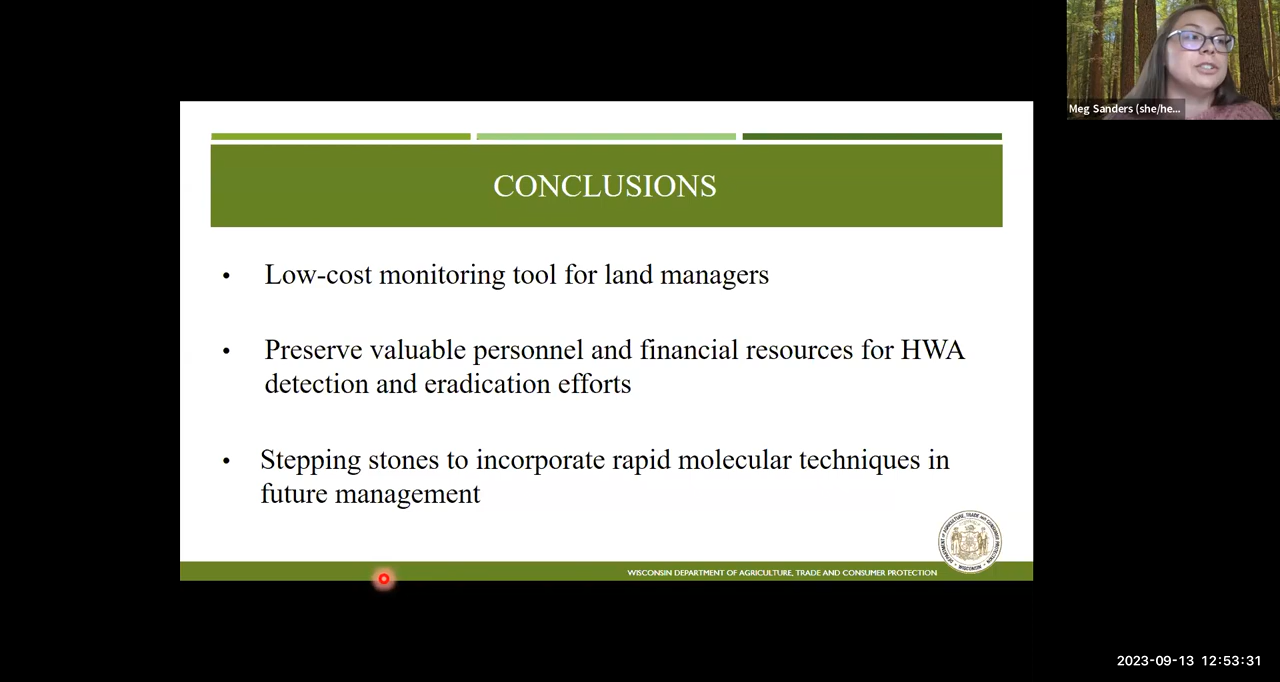 Meg Sanders (she/he...
CONCLUSIONS
• Low-cost monitoring tool for land managers
• Preserve valuable personnel and financial resources for HWA
detection and eradication efforts
• Stepping stones to incorporate rapid molecular techniques in
future management
WISCONSIN DEPARTMENT OF AGRICULTURE, TRADE AND CONSUMER PROTECTION
2023-09-13 12:53:31